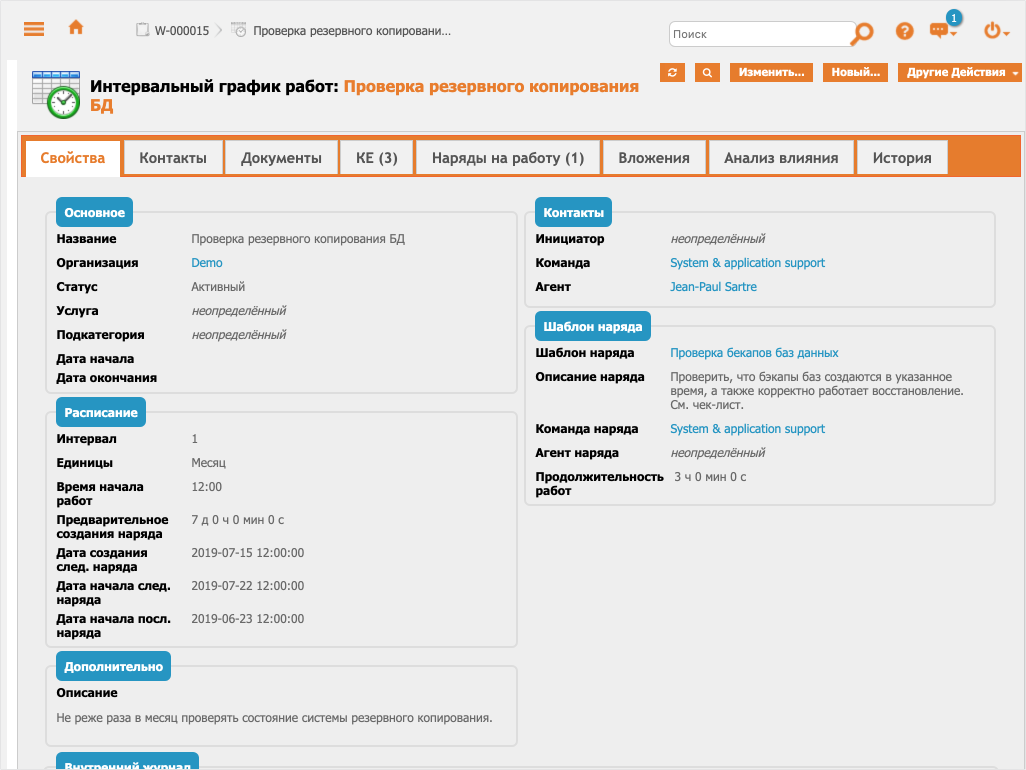 W-000015
Проверка резервного копировани...
Поиск
1
Интервальный график работ: Проверка резервного копирования
БД
Изменить...
Новый...
Другие Действия
Свойства
Контакты
Документы
КЕ (3)
Наряды на работу (1)
Вложения
Анализ влияния
История
Основное
Название Проверка резервного копирования БД
Организация Demo
Статус Активный
Услуга неопределённый
Подкатегория неопределённый
Дата начала
Дата окончания
Расписание
Интервал 1
Единицы Месяц
Время начала 12:00
работ
Предварительное 7 д 0 ч 0 мин 0 с
создания наряда
Дата создания 2019-07-15 12:00:00
след. наряда
Дата начала след. 2019-07-22 12:00:00
наряда
Дата начала посл. 2019-06-23 12:00:00
наряда
Дополнительно
Описание
Не реже раза в месяц проверять состояние системы резервного копирования.
Внутренний журнал
Контакты
Инициатор неопределённый
Команда System & application support
Агент Jean-Paul Sartre
Шаблон наряда
Шаблон наряда Проверка бекапов баз данных
Описание наряда Проверить, что бэкапы баз создаются в указанное
время, а также корректно работает восстановление.
См. чек-лист.
Команда наряда System & application support
Агент наряда неопределённый
Продолжительность 3 ч 0 мин 0 с
работ